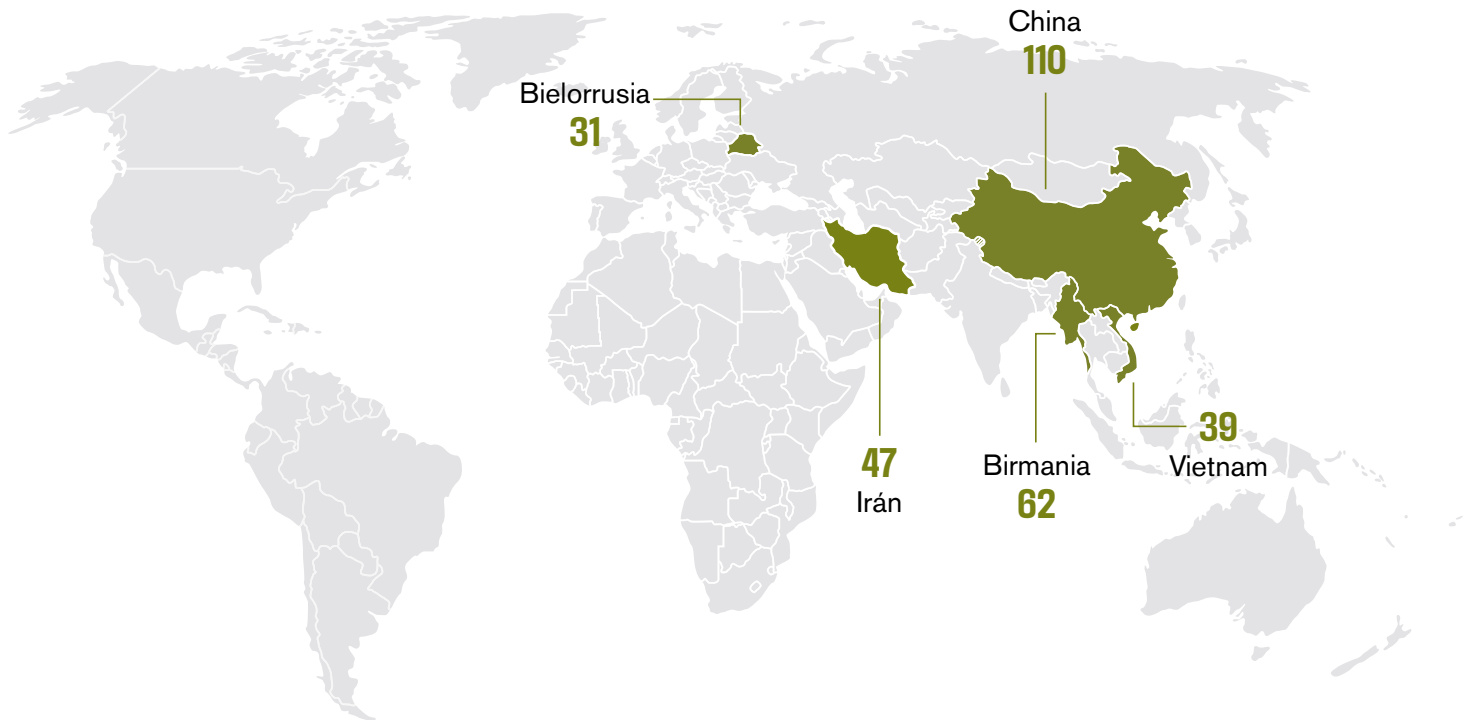 China
110
Bielorrusia
31
39
Vietnam
47
Irán
Birmania
62